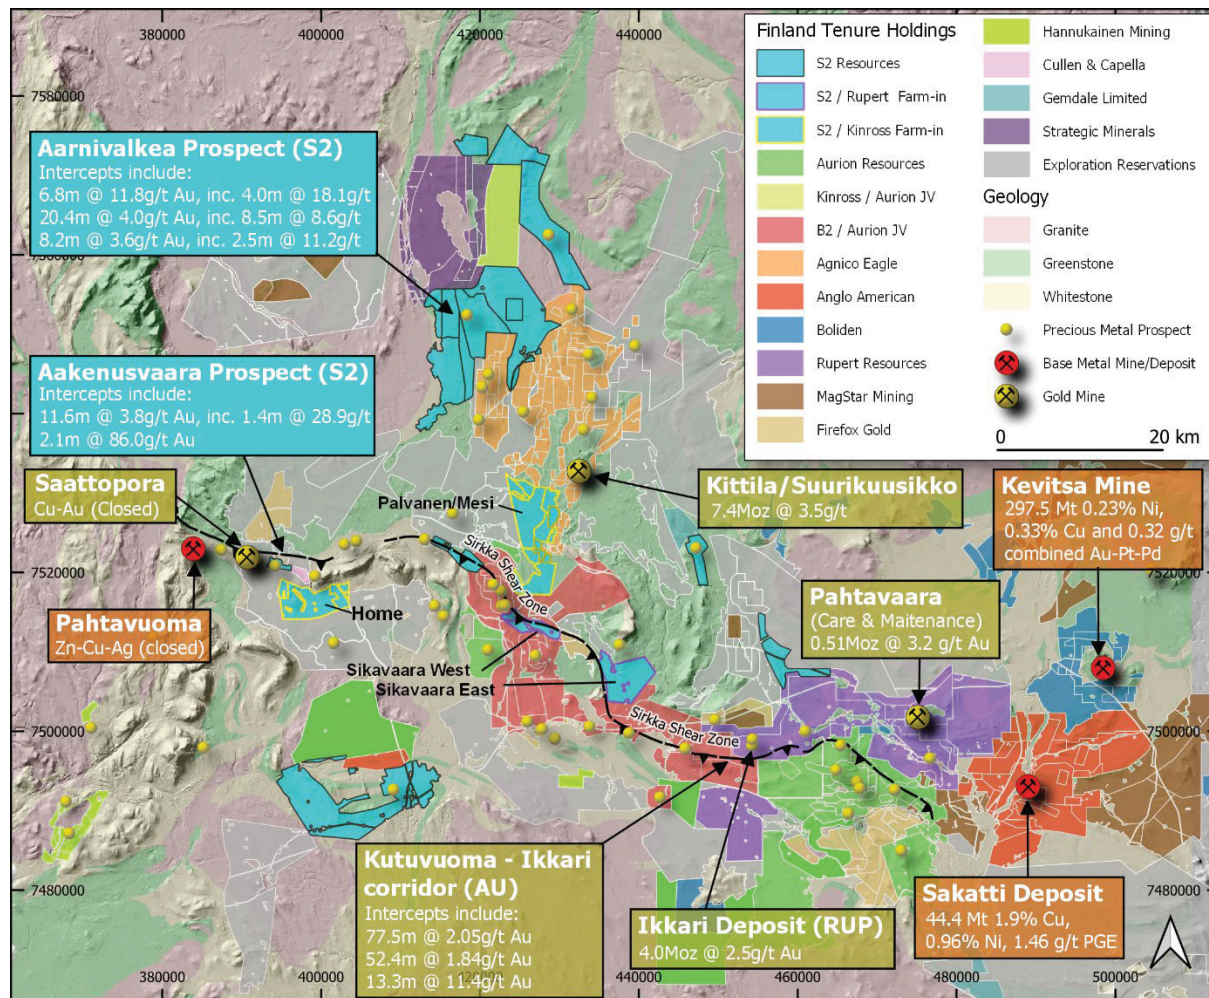 380000
400000
420000
440000
7580000
Finland Tenure Holdings
S2 Resources
S2 / Rupert Farm-in
S2 / Kinross Farm-in
Aurion Resources
Kinross / Aurion JV
B2 / Aurion JV
Agnico Eagle
Anglo American
Boliden
Rupert Resources
MagStar Mining
Firefox Gold
Hannukainen Mining
Cullen & Capella
Gemdale Limited
Strategic Minerals
Exploration Reservations
Geology
Granite
Greenstone
Whitestone
Precious Metal Prospect
Base Metal Mine/Deposit
Gold Mine
0 20 km
Aarnivalkea Prospect (S2)
Intercepts include:
6.8m @ 11.8g/t Au, inc. 4.0m @ 18.1g/t
20.4m @ 4.0g/t Au, inc. 8.5m @ 8.6g/t
8.2m @ 3.6g/t Au, inc. 2.5m @ 11.2g/t
Aakenusvaara Prospect (S2)
Intercepts include:
11.6m @ 3.8g/t Au, inc. 1.4m @ 28.9g/t
2.1m @ 86.0g/t Au
Saattopora
Cu-Au (Closed)
Palvanen/Mesi
Kittila/Suurikuusikko
7.4Moz @ 3.5g/t
Kevitsa Mine
297.5 Mt 0.23% Ni,
0.33% Cu and 0.32 g/t
combined Au-Pt-Pd
Sirkka Shear Zone
7520000
7520000
Pahtavuoma
Zn-Cu-Ag (closed)
Home
Pahtavaara
(Care & Maitenance)
0.51Moz @ 3.2 g/t Au
Sikavaara West
Sikavaara East
Sirkka Shear Zone
7500000
7500000
Kutuvuoma - Ikkari
corridor (AU)
Intercepts include:
77.5m @ 2.05g/t Au
52.4m @ 1.84g/t Au
13.3m @ 11.4g/t Au
Ikkari Deposit (RUP)
4.0Moz @ 2.5g/t Au
Sakatti Deposit
44.4 Mt 1.9% Cu,
0.96% Ni, 1.46 g/t PGE
7480000
7480000
380000
400000
440000
460000
480000
500000